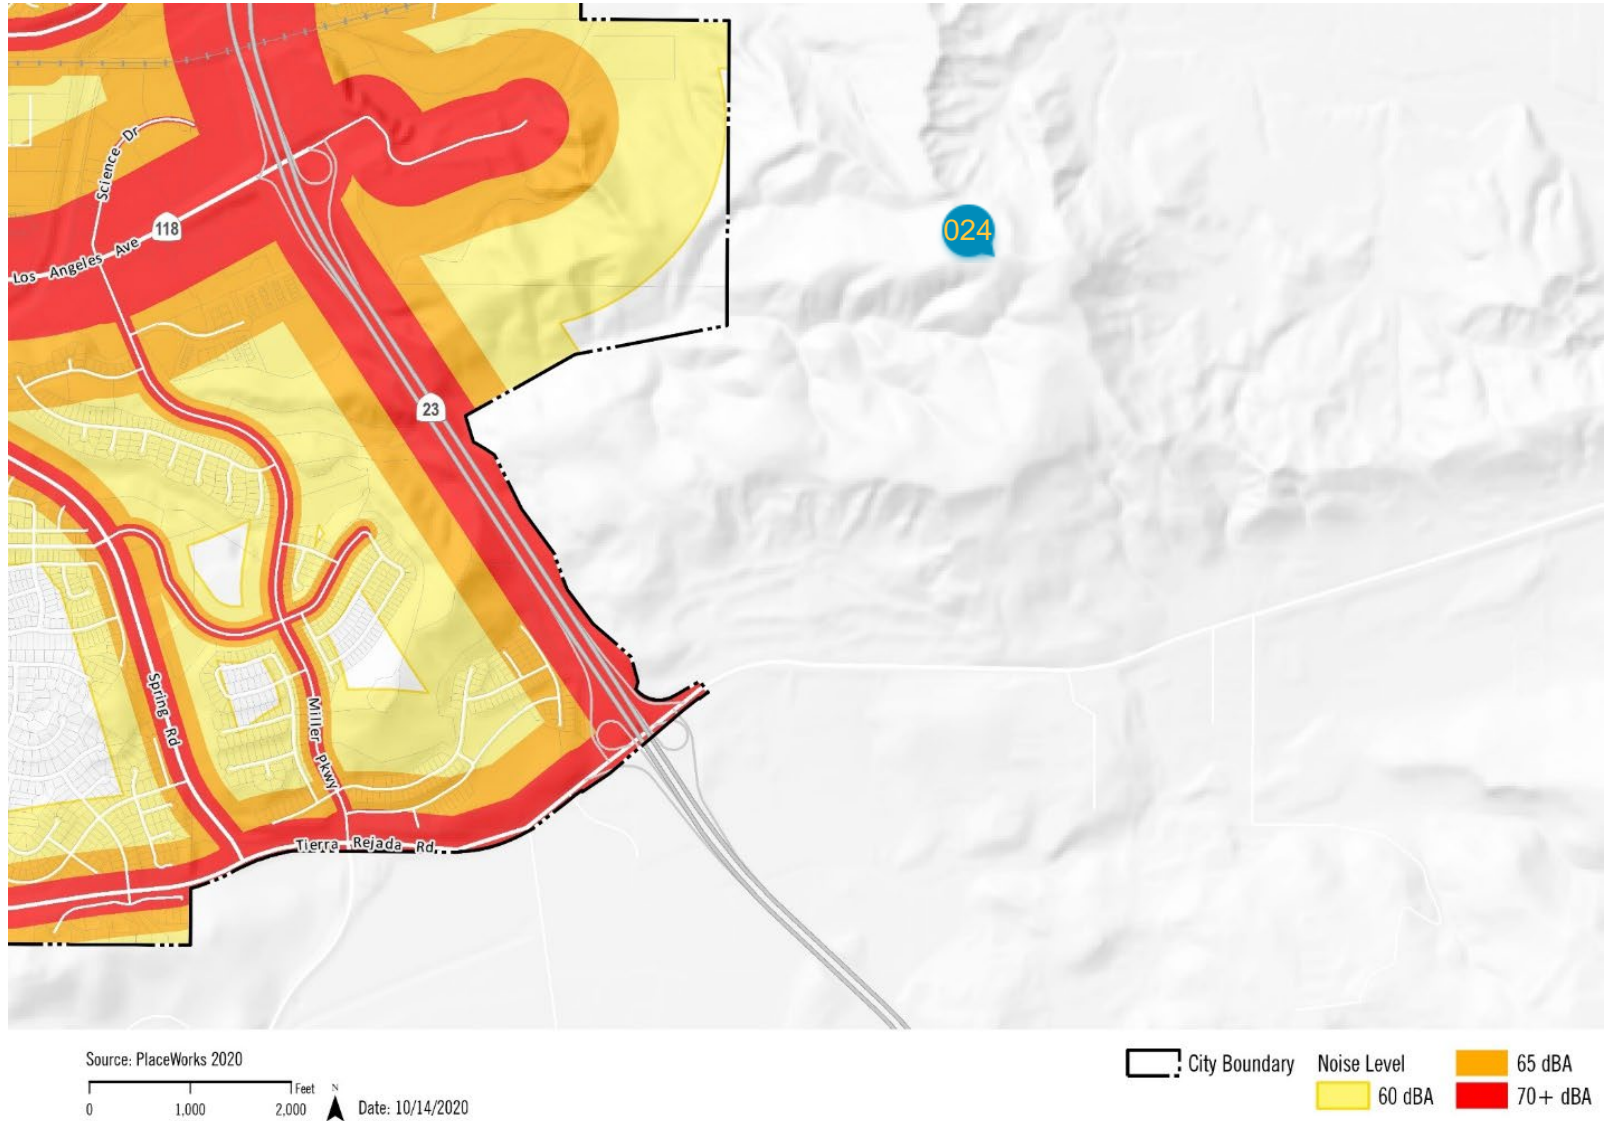 Science Dr
024
118
Los Angeles Ave
23
Spring Rd
Miller Pkwy
Tierra Rejada Rd
Source: PlaceWorks 2020
Feet
0 1,000 2,000
N
Date: 10/14/2020
City Boundary
Noise Level
60 dBA
65 dBA
70+ dBA